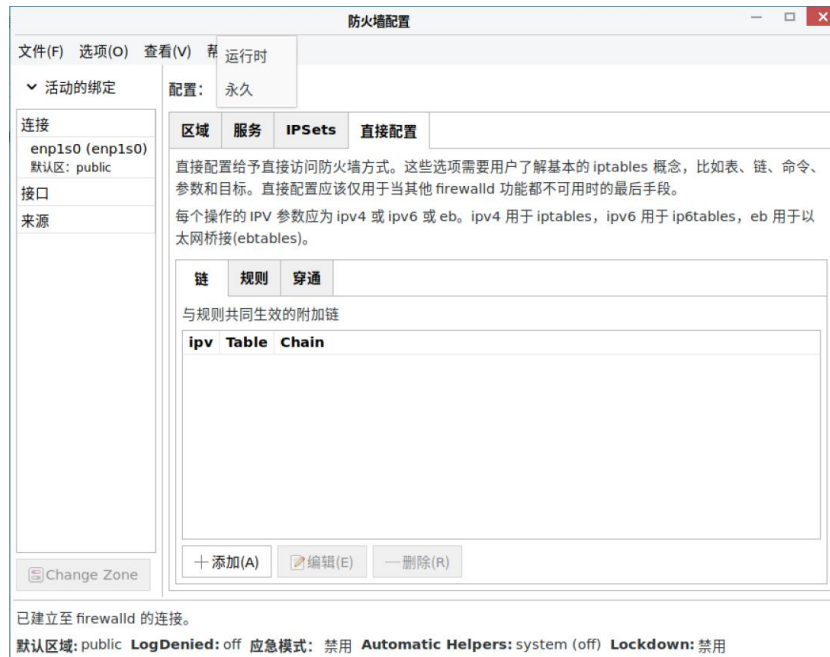 防火墙配置
文件(F) 选项(O) 查看(V) 帮
运行时
永久
活动的绑定
配置：
连接
enp1s0 (enp1s0)
默认区: public
接口
来源
Change Zone
区域 服务 IPSets 直接配置
直接配置给予直接访问防火墙方式。这些选项需要用户了解基本的 iptables 概念，比如表、链、命令、
参数和目标。直接配置应该仅用于当其他 firewalld 功能都不可用时的最后手段。
每个操作的 IPV 参数应为 ipv4 或 ipv6 或 eb。ipv4 用于 iptables，ipv6 用于 ip6tables，eb 用于以
太网桥接(ebtables)。
链 规则 穿通
与规则共同生效的附加链
ipv Table Chain
添加(A) 编辑(E) 删除(R)
已建立至 firewalld 的连接。
默认区域: public LogDenied: off 应急模式： 禁用 Automatic Helpers: system (off) Lockdown: 禁用